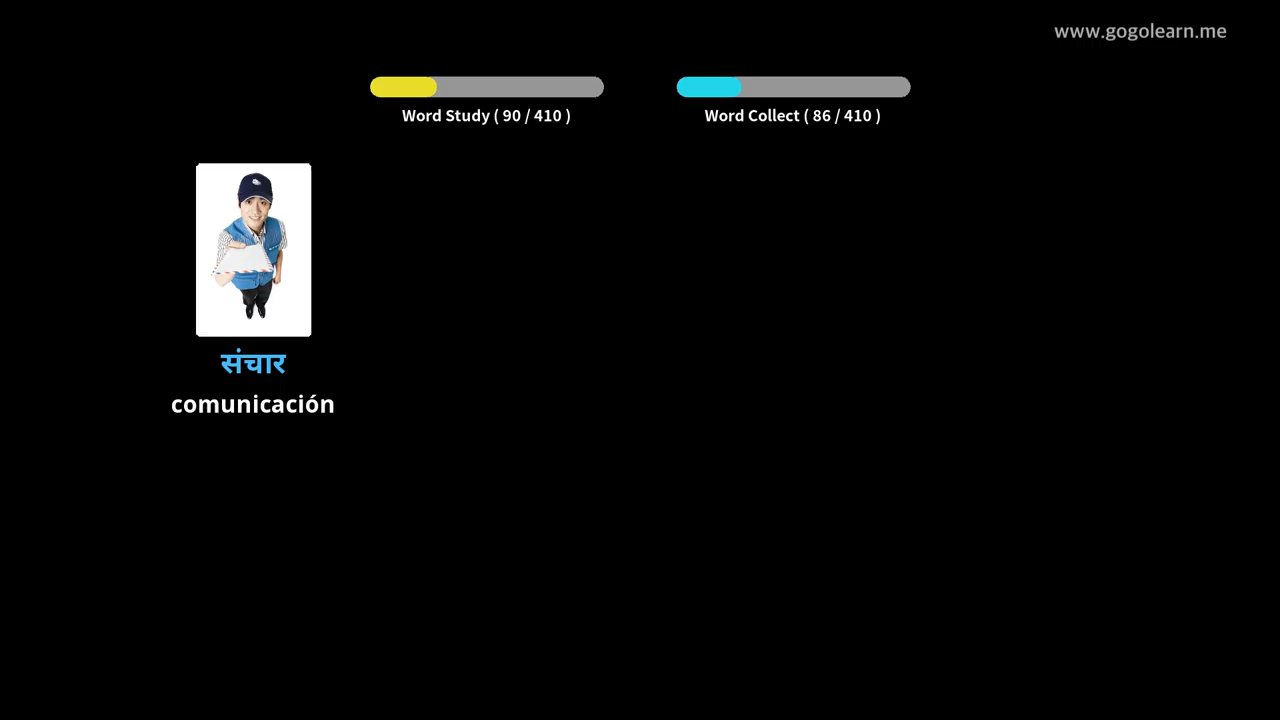 www.gogolearn.me
Word Study ( 90 / 410 )
Word Collect ( 86 / 410 )
संचार
comunicación